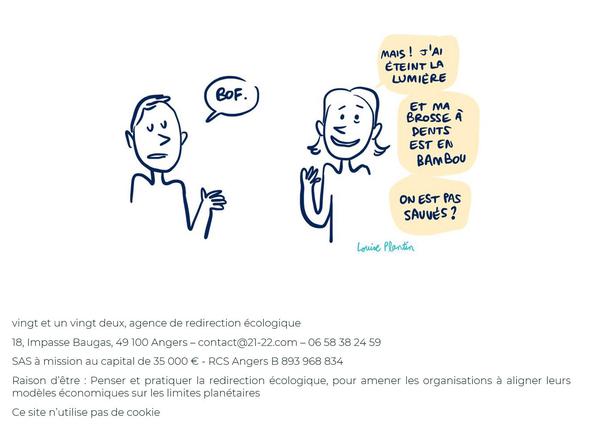 BOF.
MAIS! J'AI
ÉTEINT LA
LUMIÈRE
ET MA
BROSSE À
DENTS
EST EN
BAMBOU
ON EST PAS
SAUVÉS ?
Louise Plantin
vingt et un vingt deux, agence de redirection écologique
18, Impasse Baugas, 49 100 Angers – contact@21-22.com – 06 58 38 24 59
SAS à mission au capital de 35 000 € - RCS Angers B 893 968 834
Raison d’être : Penser et pratiquer la redirection écologique, pour amener les organisations à aligner leurs
modèles économiques sur les limites planétaires
Ce site n’utilise pas de cookie